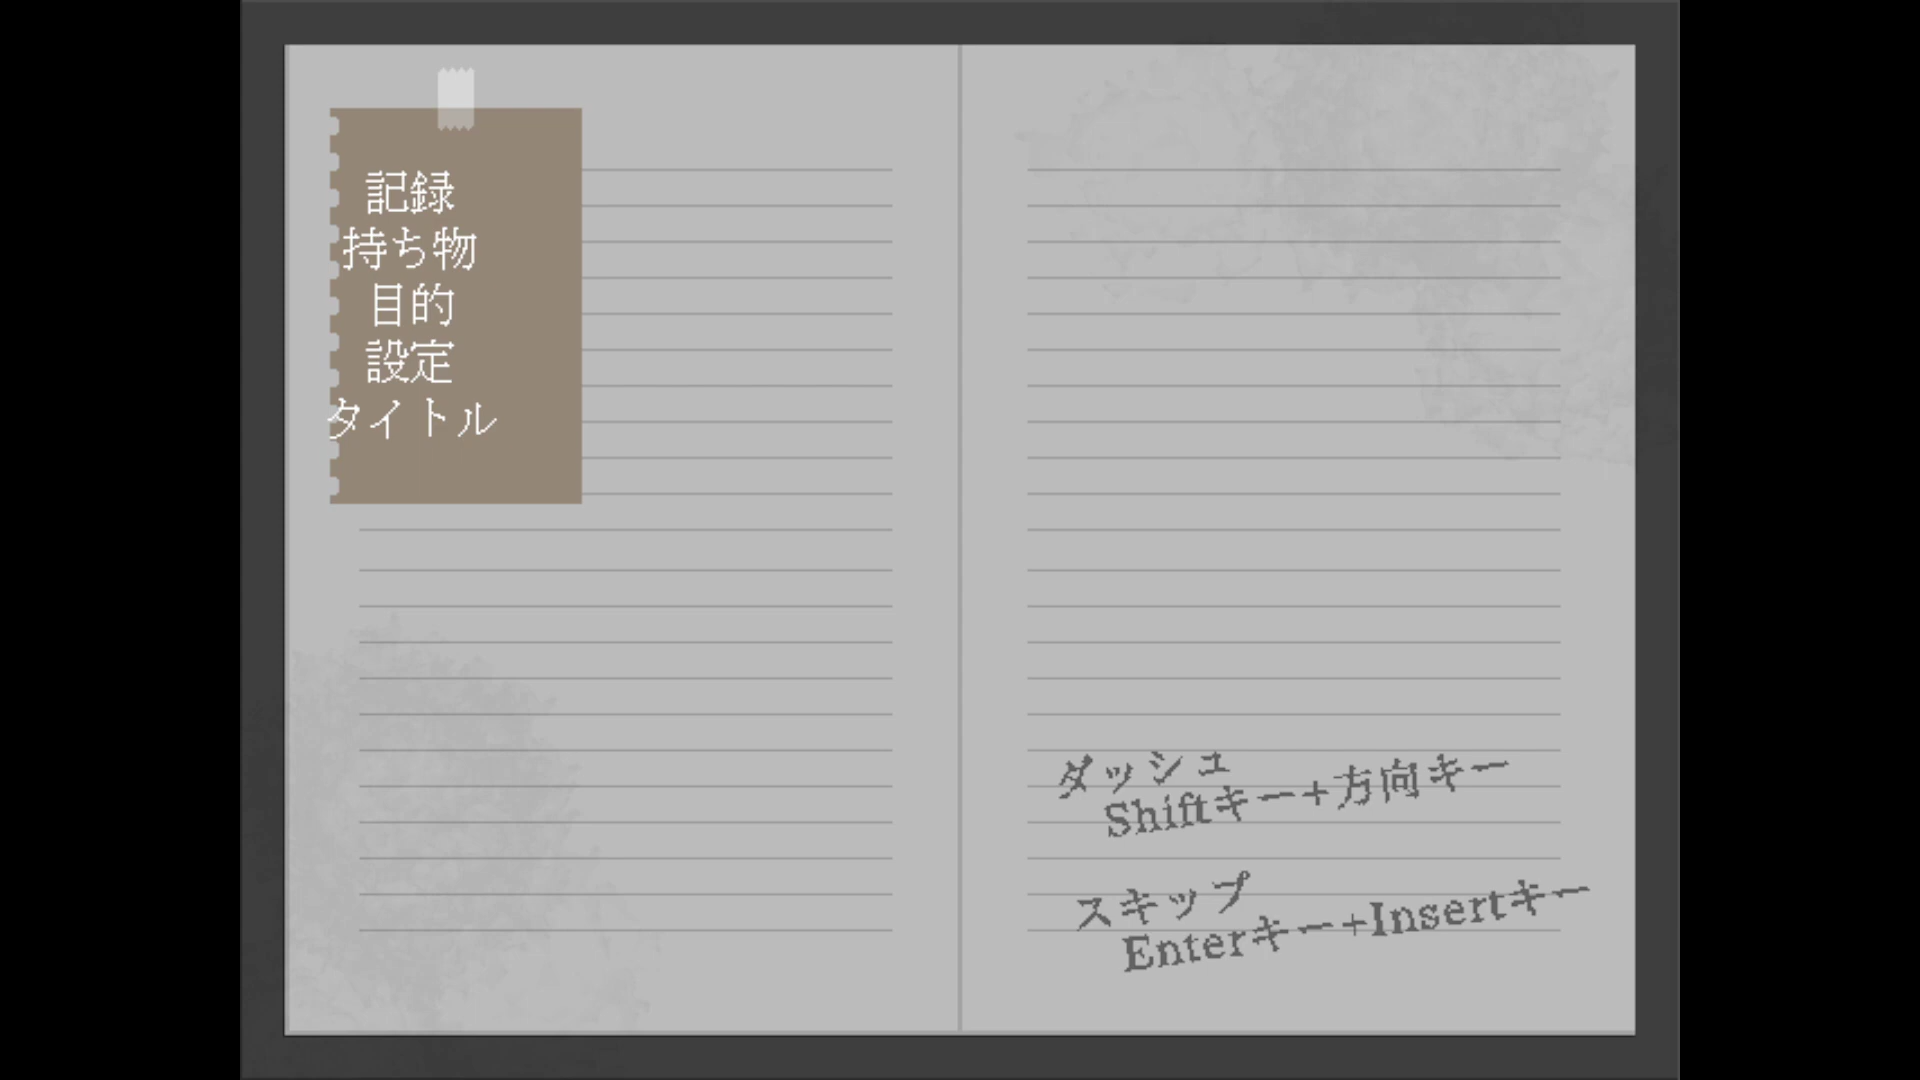 記録
持ち物
目的
設定
タイトル
ダッシュ
Shiftキー+方向キー
スキップ
Enterキー+Insertキー